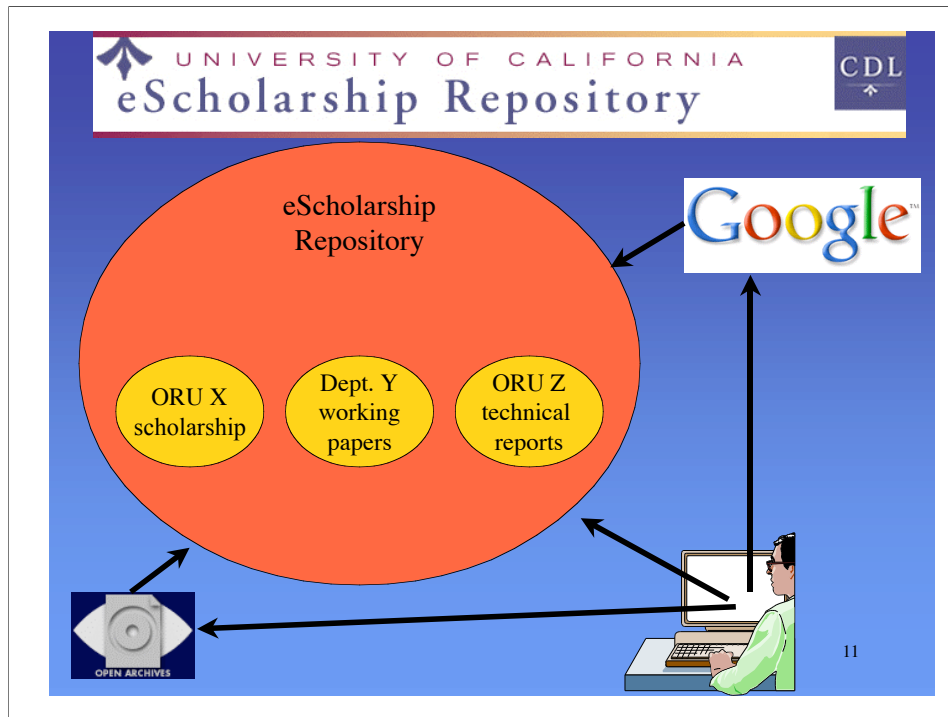 UNIVERSITY OF CALIFORNIA
eScholarship Repository
CDL
eScholarship
Repository
Google™
ORU X
scholarship
Dept. Y
working
papers
ORU Z
technical
reports
OPEN ARCHIVES
11